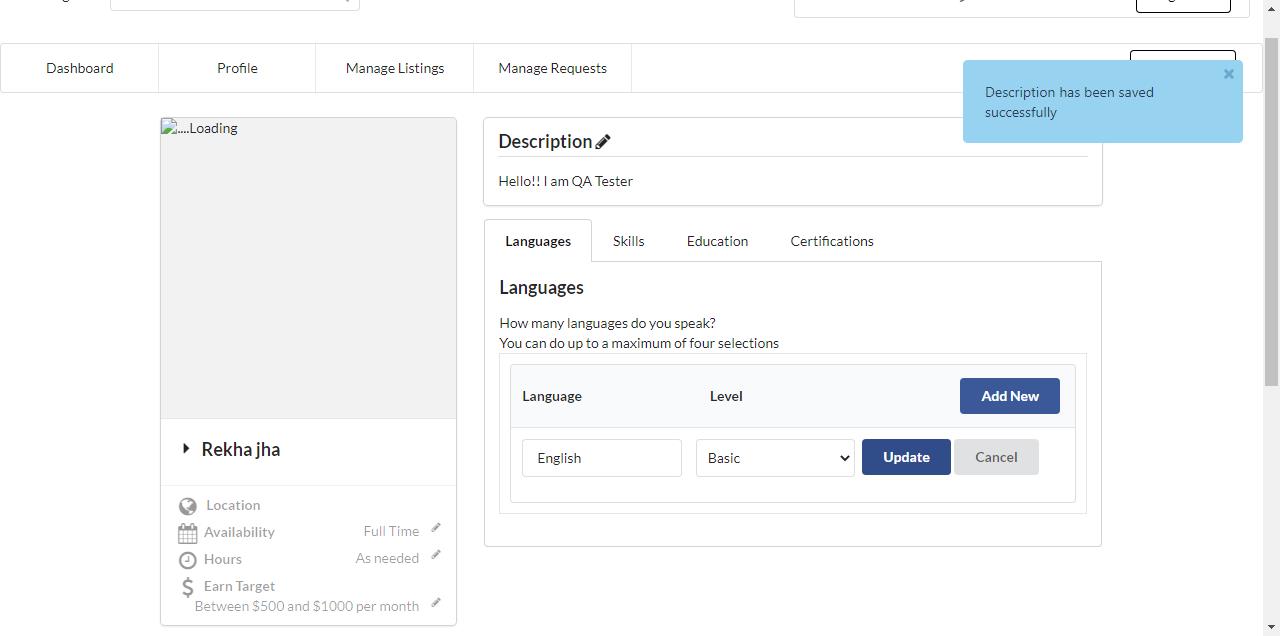 Dashboard
Profile
Manage Listings
Manage Requests
Description has been saved
successfully
....Loading
Description
Hello!! I am QA Tester
Languages
Skills
Education
Certifications
Languages
How many languages do you speak?
You can do up to a maximum of four selections
Language
Level
Add New
English
Basic
Update
Cancel
Rekha jha
Location
Availability
Full Time
Hours
As needed
Earn Target
Between $500 and $1000 per month